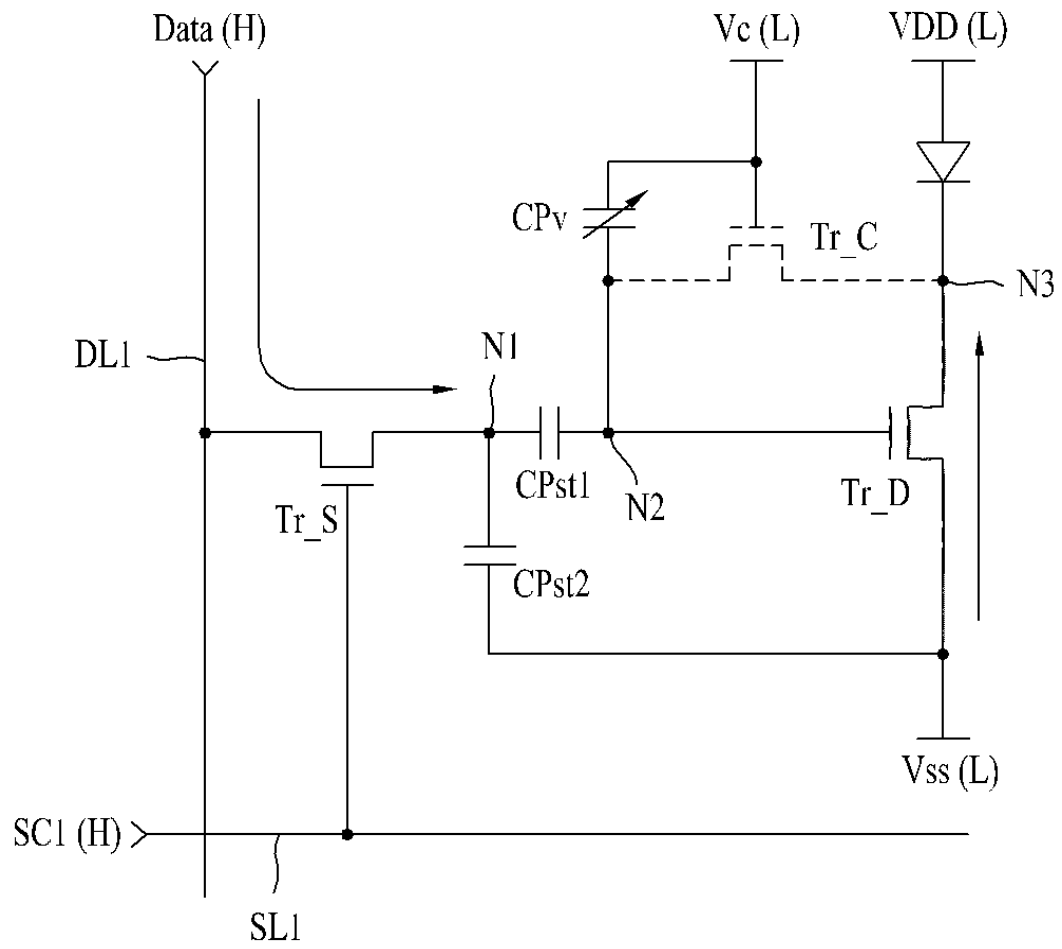 Data (H)
Vc (L)
VDD (L)
CPv
Tr_C
N3
DL1
N1
CPst1
N2
Tr_D
Tr_S
CPst2
Vss (L)
SC1 (H)
SL1